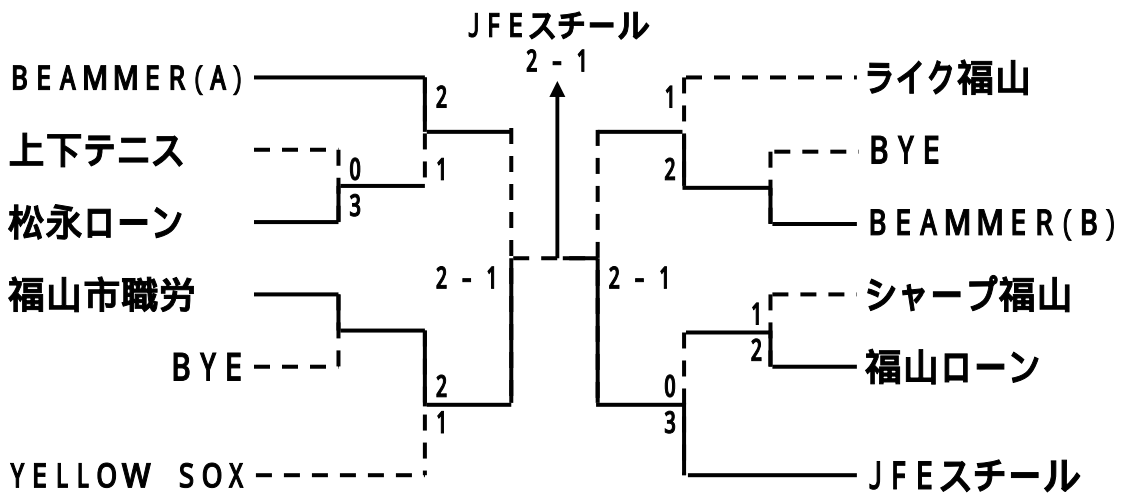 JFEスチール
2 - 1
BEAMMER(A)
2
1
上下テニス
0
3
松永ローン
福山市職労
BYE
2
1
YELLOW SOX
2 - 1
2 - 1
ライク福山
1
2
BYE
BEAMMER(B)
シャープ福山
1
2
福山ローン
0
3
JFEスチール